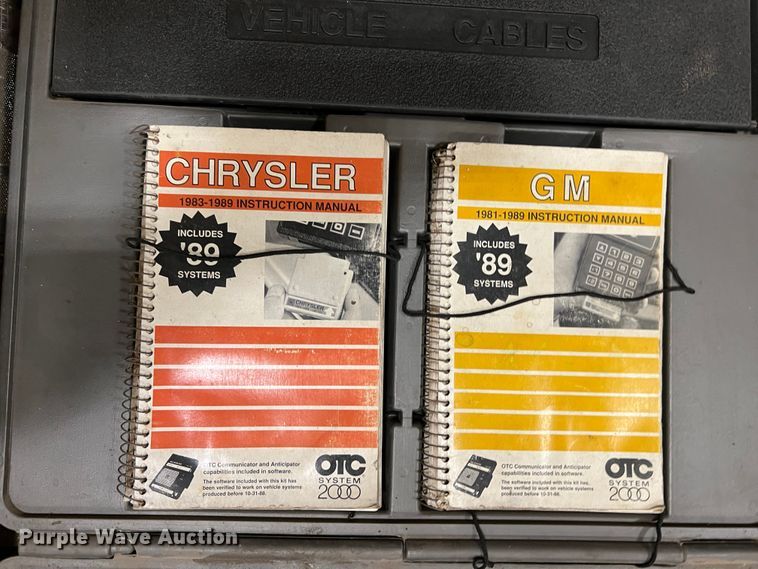 VEHICLE CABLES
CHRYSLER
1983-1989 INSTRUCTION MANUAL
INCLUDES
'89
SYSTEMS
CHRYSLER
OTC Communicator and Anticipator
capabilities included in software.
The software included with this kit has
been verified to work on vehicle systems
produced before 10-31-88.
OTC
SYSTEM
2000
GM
1981-1989 INSTRUCTION MANUAL
INCLUDES
'89
SYSTEMS
OTC Communicator and Anticipator
capabilities included in software.
The software included with this kit has
been verified to work on vehicle systems
produced before 10-31-88.
OTC
SYSTEM
2000
Purple Wave Auction